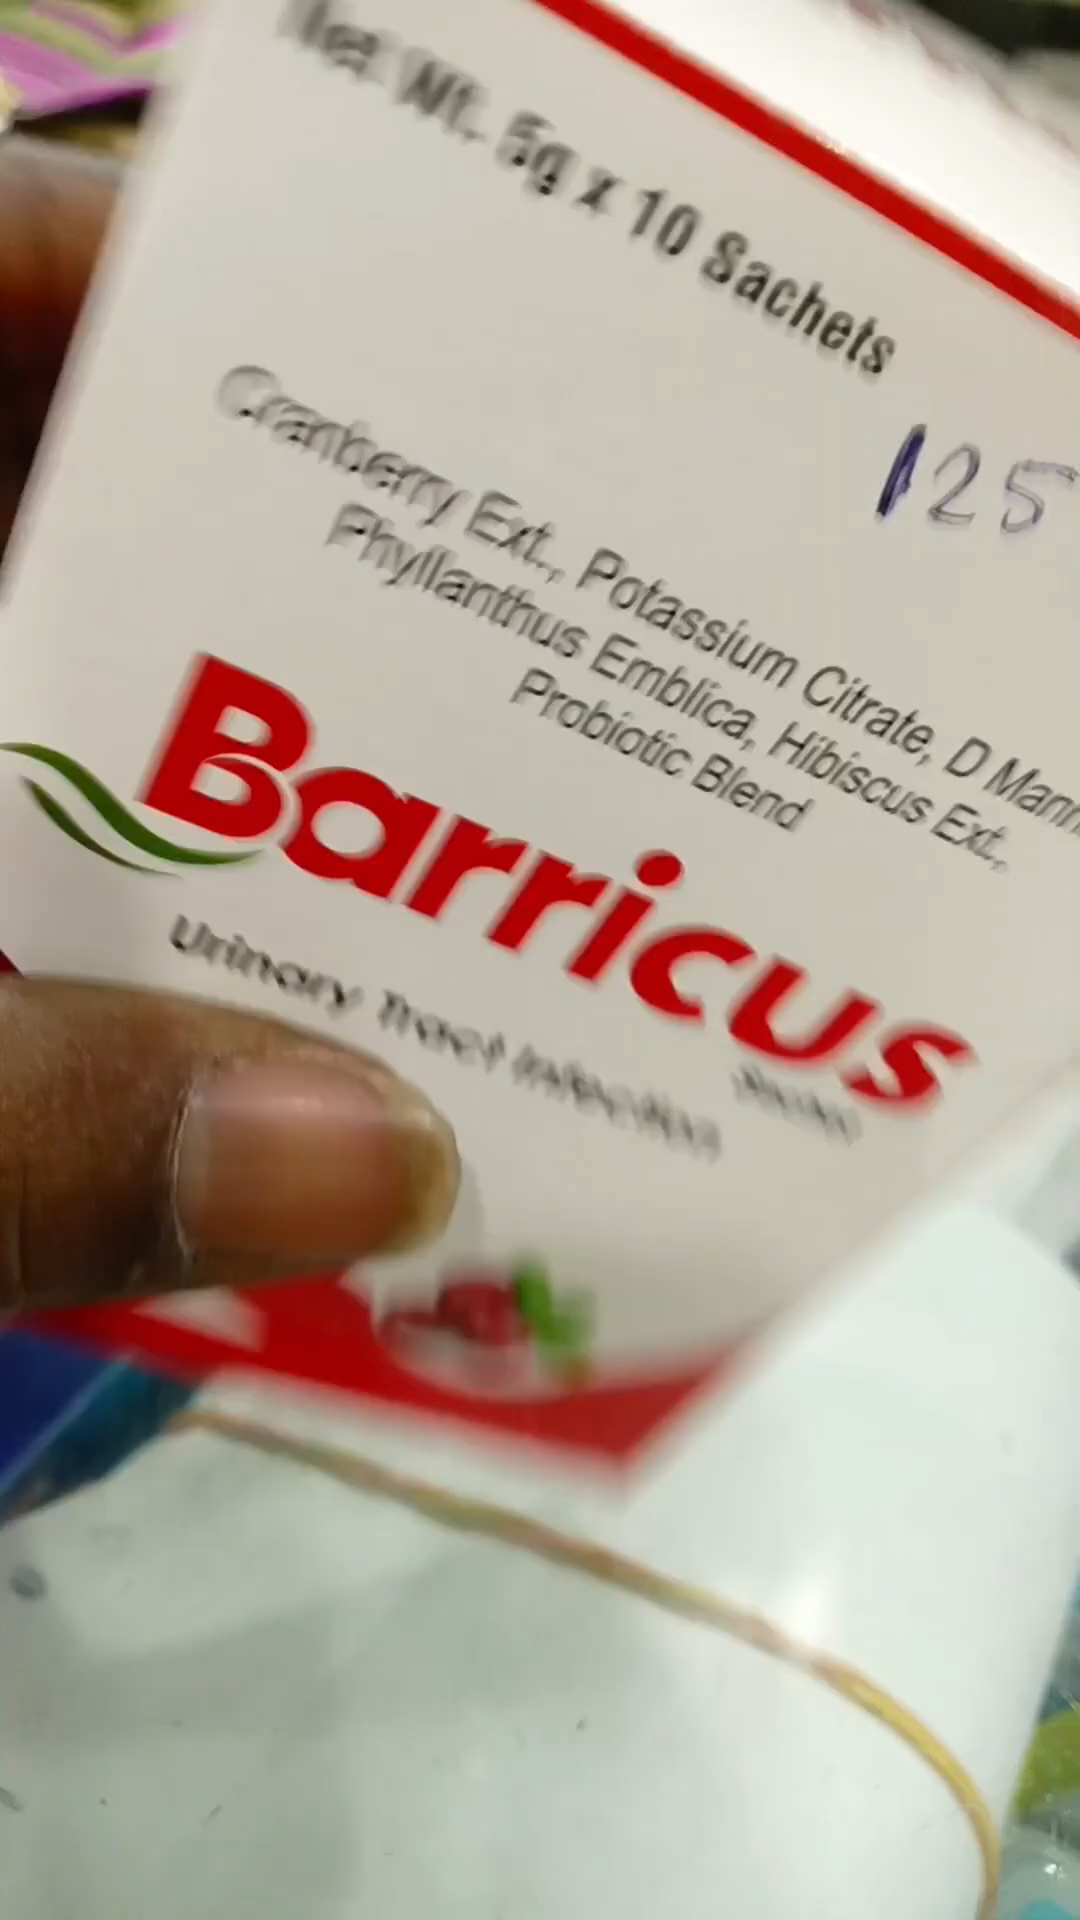 Net Wt. 5g x 10 Sachets
125
Cranberry Ext., Potassium Citrate, D Mann
Phyllanthus Emblica, Hibiscus Ext.,
Probiotic Blend
Barricus
Urinary Tract Infection